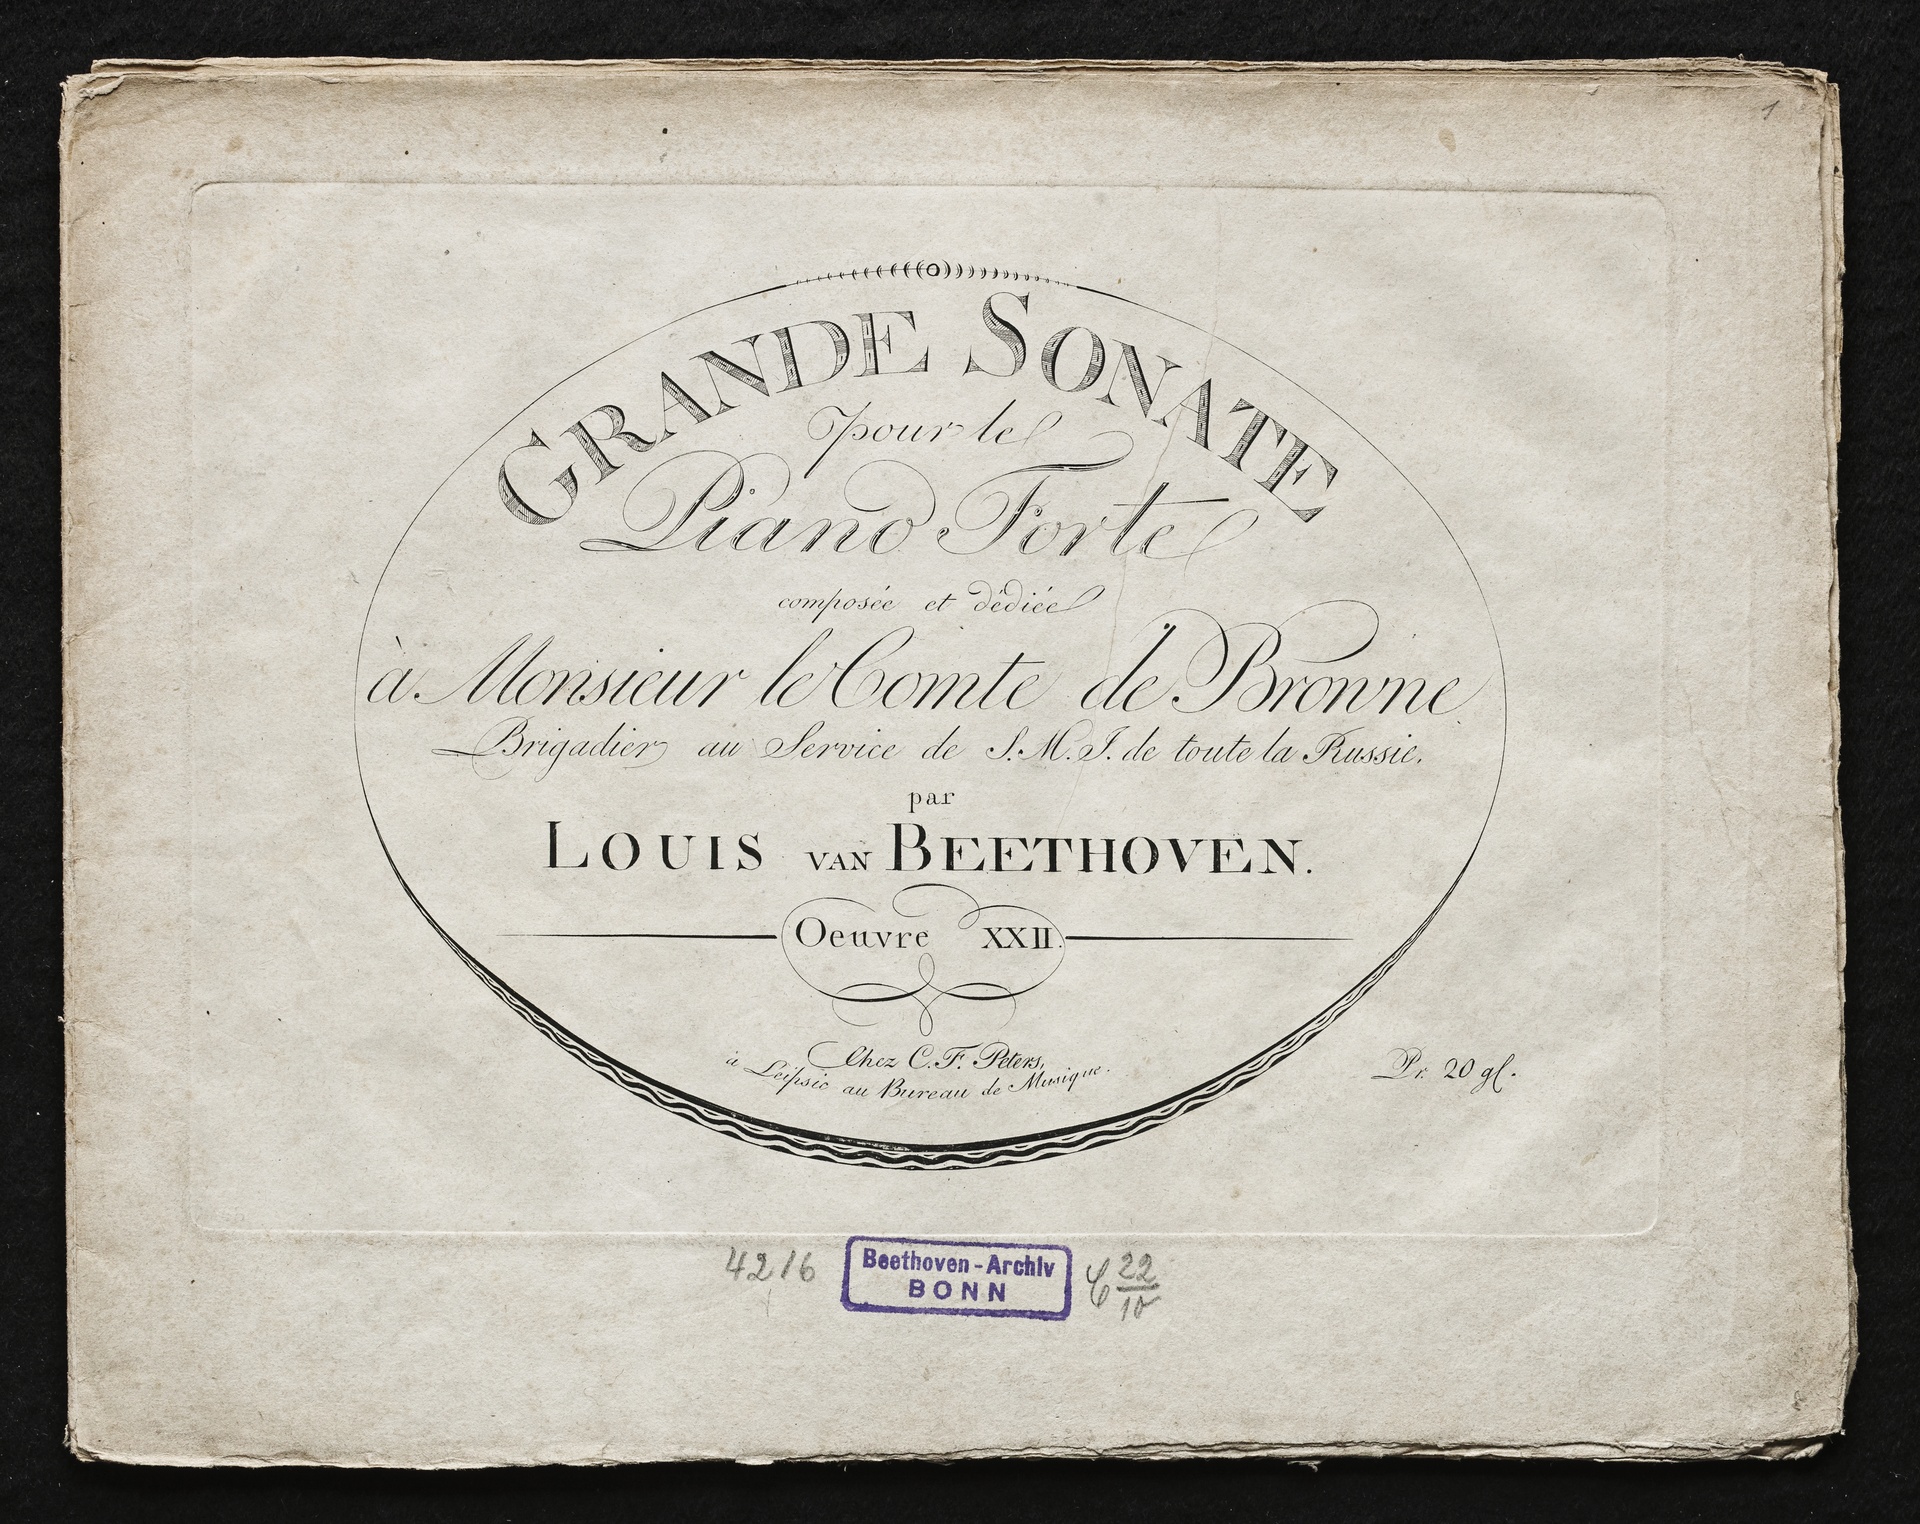 1
GRANDE SONATE
pour le
Piano Forte
composée et dédiée
à Monsieur le Comte de Browne
Brigadier au Service de S.M.I. de toute la Russie.
par
LOUIS VAN BEETHOVEN.
Oeuvre XXII.
Chez C.F. Peters,
à Leipsic au Bureau de Musique.
Pr. 20 gl.
4216
Beethoven-Archiv
BONN
C 22/10
8